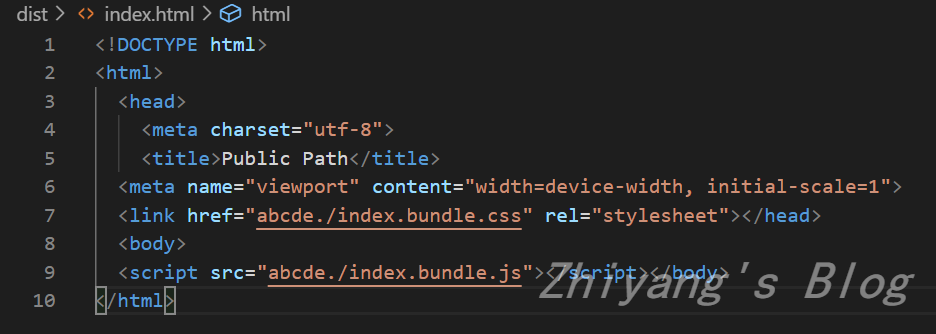 dist > index.html > html
1 <!DOCTYPE html>
2 <html>
3 <head>
4 <meta charset="utf-8">
5 <title>Public Path</title>
6 <meta name="viewport" content="width=device-width, initial-scale=1">
7 <link href="abcde./index.bundle.css" rel="stylesheet"></head>
8 <body>
9 <script src="abcde./index.bundle.js"></script></body>
10 </html>
Zhiyang's Blog